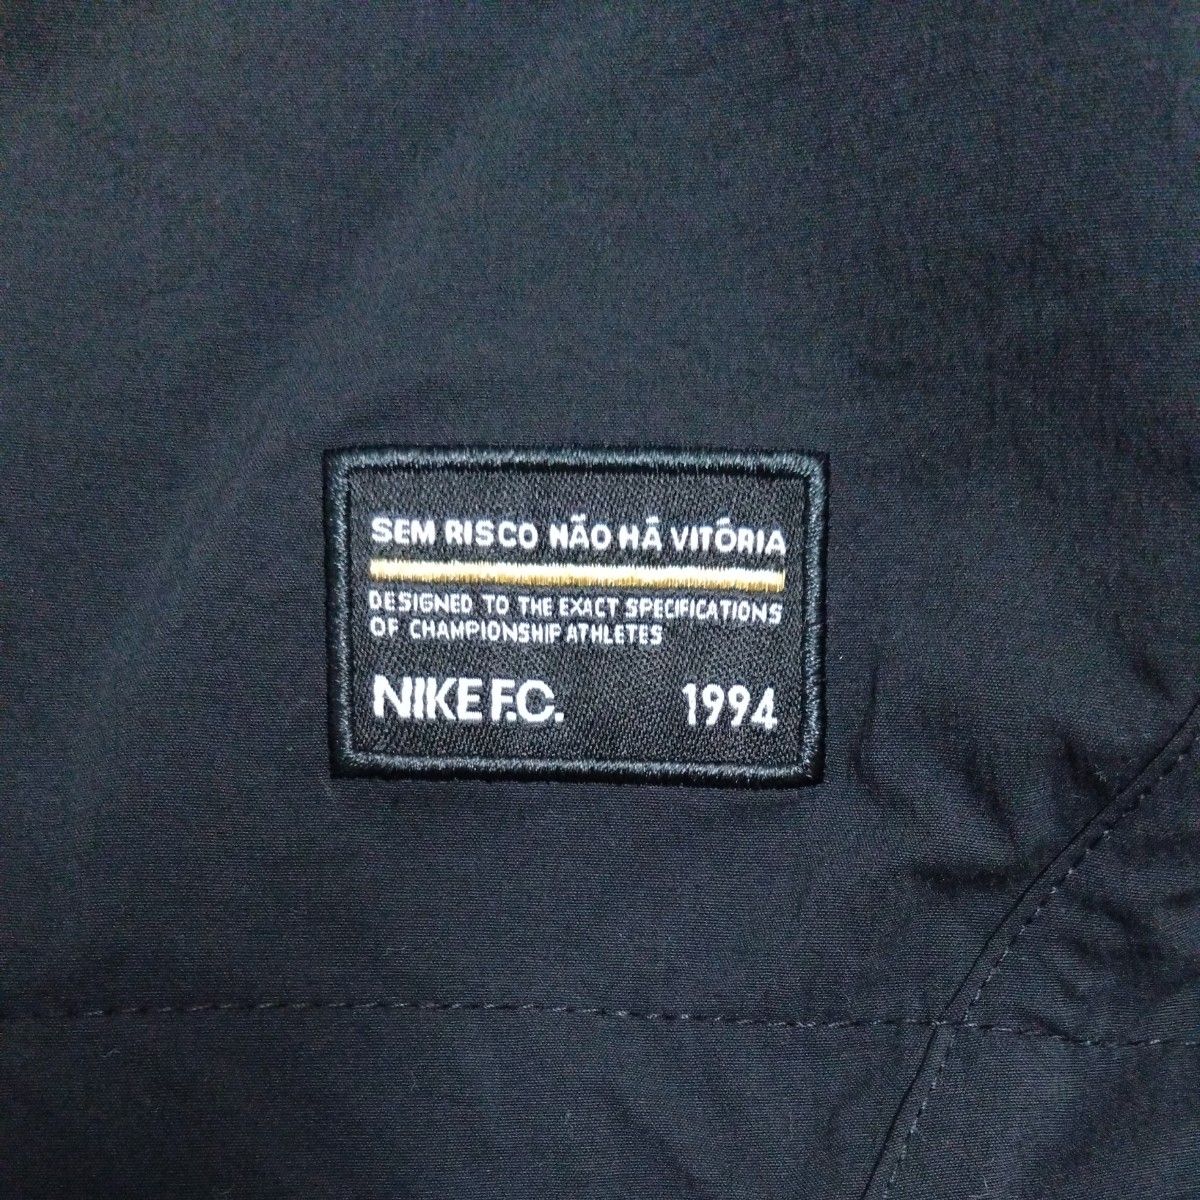 SEM RISCO NÃO HÁ VITÓRIA
DESIGNED TO THE EXACT SPECIFICATIONS
OF CHAMPIONSHIP ATHLETES
NIKE F.C. 1994